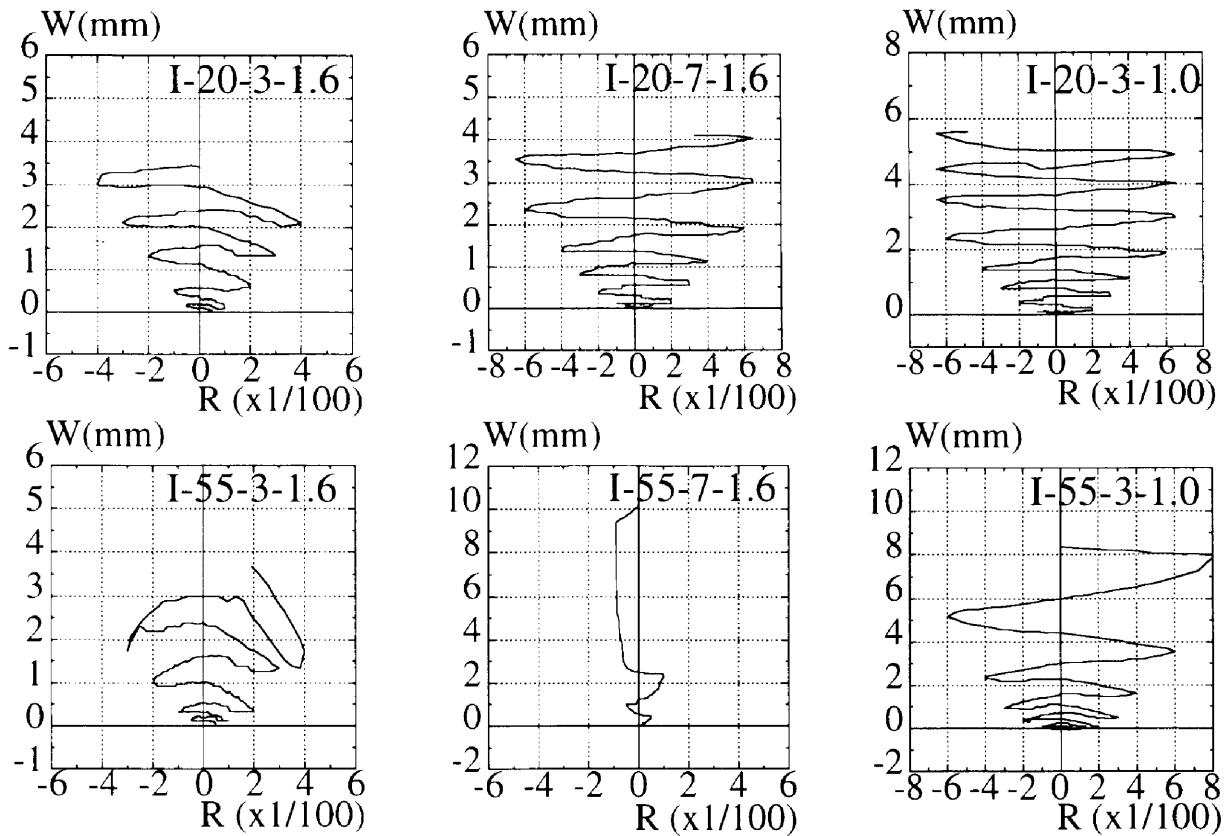 W(mm)
6
I-20-3-1.6
5
4
3
2
1
0
-1
-6 -4 -2 0 2 4 6
R (x1/100)
W(mm)
6
I-20-7-1.6
5
4
3
2
1
0
-1
-8 -6 -4 -2 0 2 4 6 8
R (x1/100)
W(mm)
8
I-20-3-1.0
6
4
2
0
-8 -6 -4 -2 0 2 4 6 8
R (x1/100)
W(mm)
6
I-55-3-1.6
5
4
3
2
1
0
-1
-6 -4 -2 0 2 4 6
R (x1/100)
W(mm)
12
I-55-7-1.6
10
8
6
4
2
0
-2
-6 -4 -2 0 2 4 6
R (x1/100)
W(mm)
12
I-55-3-1.0
10
8
6
4
2
0
-2
-8 -6 -4 -2 0 2 4 6 8
R (x1/100)